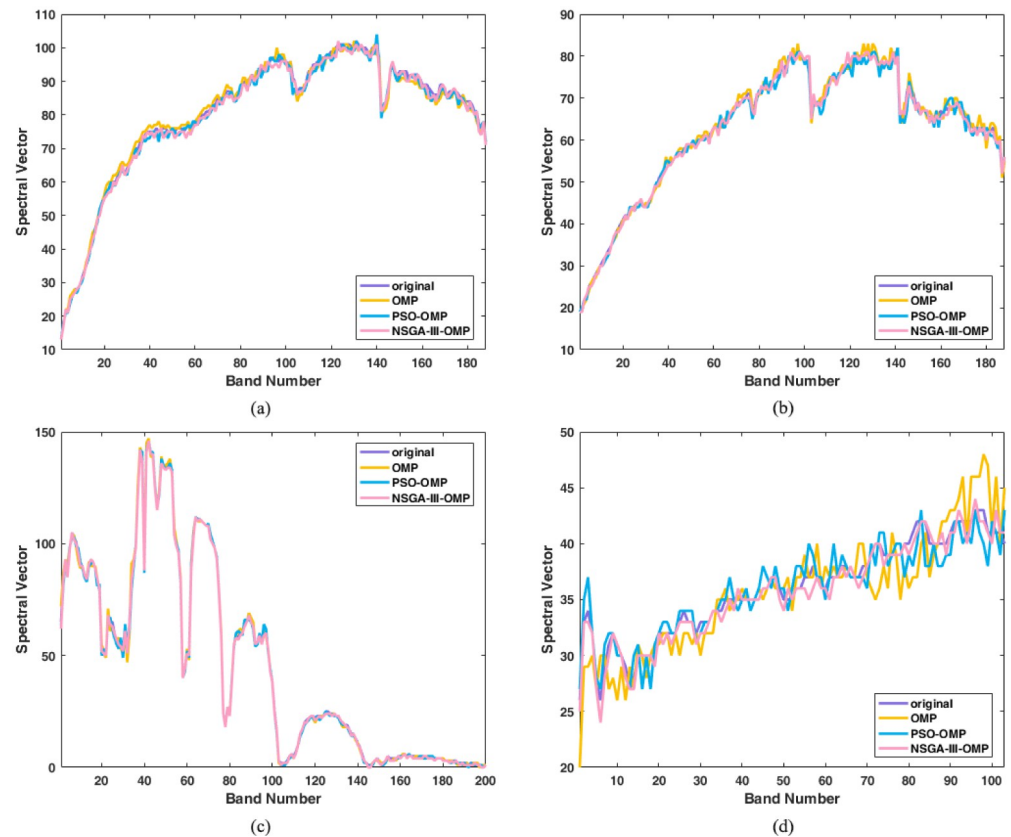 110
100
90
80
70
60
50
40
30
20
10
Spectral Vector
original
OMP
PSO-OMP
NSGA-III-OMP
20 40 60 80 100 120 140 160 180
Band Number
(a)
90
80
70
60
50
40
30
20
10
Spectral Vector
original
OMP
PSO-OMP
NSGA-III-OMP
20 40 60 80 100 120 140 160 180
Band Number
(b)
150
100
50
0
Spectral Vector
original
OMP
PSO-OMP
NSGA-III-OMP
20 40 60 80 100 120 140 160 180 200
Band Number
(c)
50
45
40
35
30
25
20
Spectral Vector
original
OMP
PSO-OMP
NSGA-III-OMP
10 20 30 40 50 60 70 80 90 100
Band Number
(d)